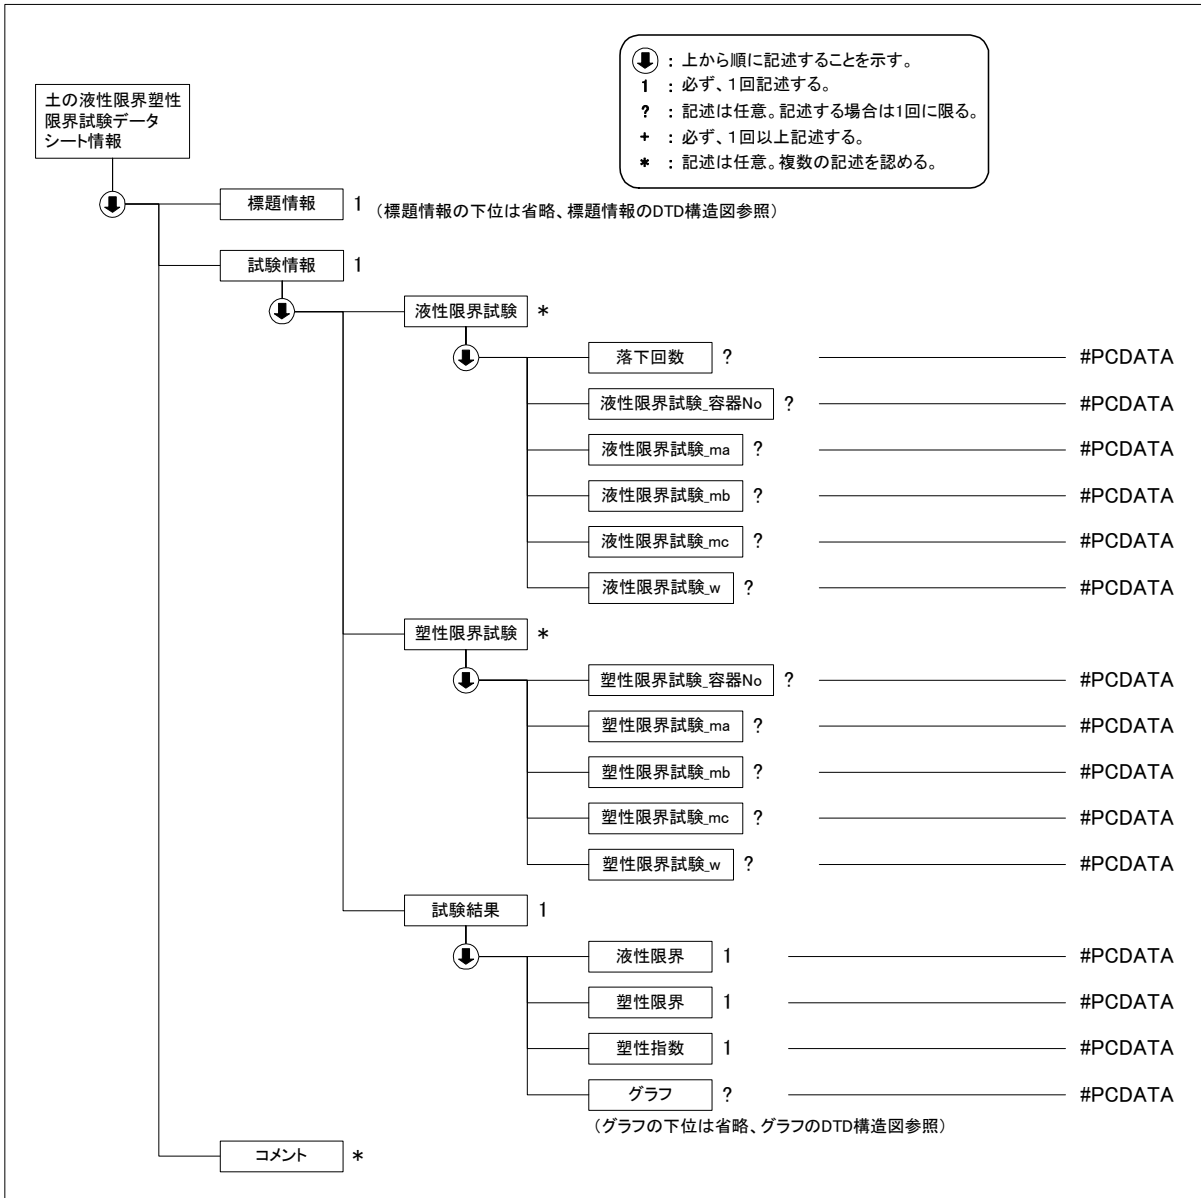 ：上から順に記述することを示す。
1 ：必ず、1回記述する。
? ：記述は任意。記述する場合は1回に限る。
+ ：必ず、1回以上記述する。
* ：記述は任意。複数の記述を認める。
土の液性限界塑性
限界試験データ
シート情報
標題情報 1 （標題情報の下位は省略、標題情報のDTD構造図参照）
試験情報 1
液性限界試験 *
落下回数 ? #PCDATA
液性限界試験_容器No ? #PCDATA
液性限界試験_ma ? #PCDATA
液性限界試験_mb ? #PCDATA
液性限界試験_mc ? #PCDATA
液性限界試験_w ? #PCDATA
塑性限界試験 *
塑性限界試験_容器No ? #PCDATA
塑性限界試験_ma ? #PCDATA
塑性限界試験_mb ? #PCDATA
塑性限界試験_mc ? #PCDATA
塑性限界試験_w ? #PCDATA
試験結果 1
液性限界 1 #PCDATA
塑性限界 1 #PCDATA
塑性指数 1 #PCDATA
グラフ ? #PCDATA
（グラフの下位は省略、グラフのDTD構造図参照）
コメント *